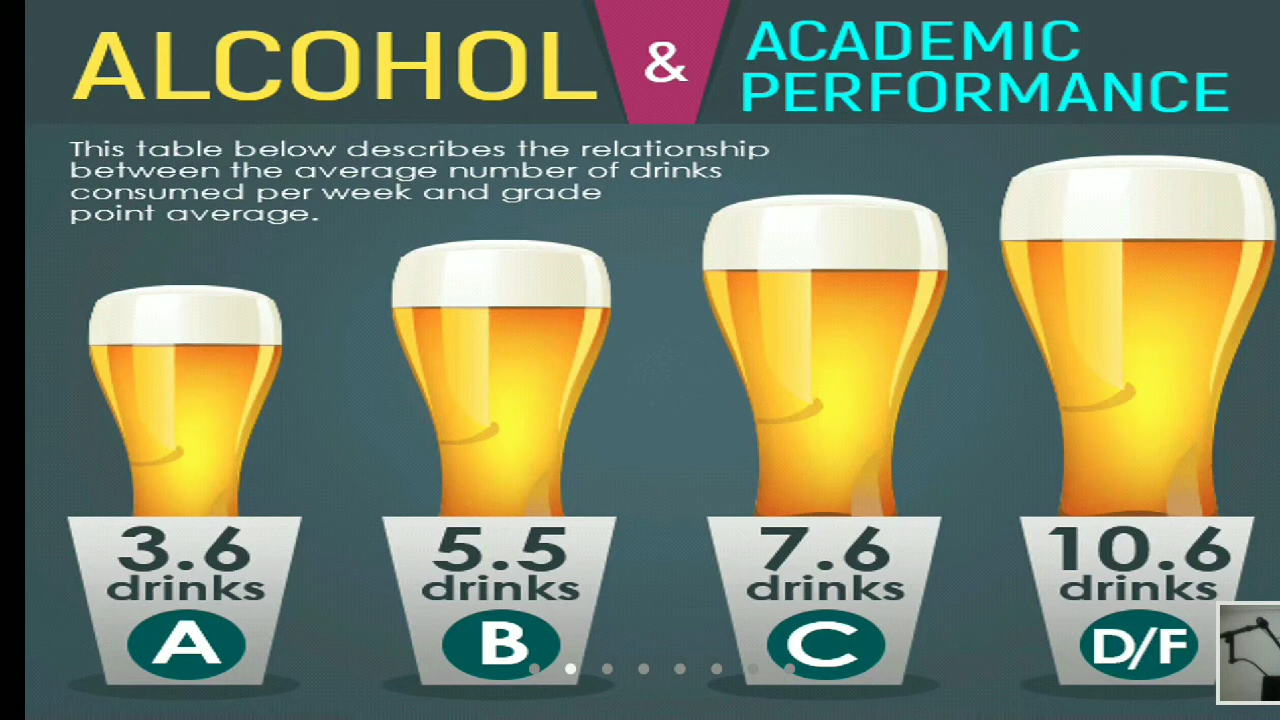 ALCOHOL
&
ACADEMIC
PERFORMANCE
This table below describes the relationship
between the average number of drinks
consumed per week and grade
point average.
3.6
drinks
A
5.5
drinks
B
7.6
drinks
C
10.6
drinks
D/F